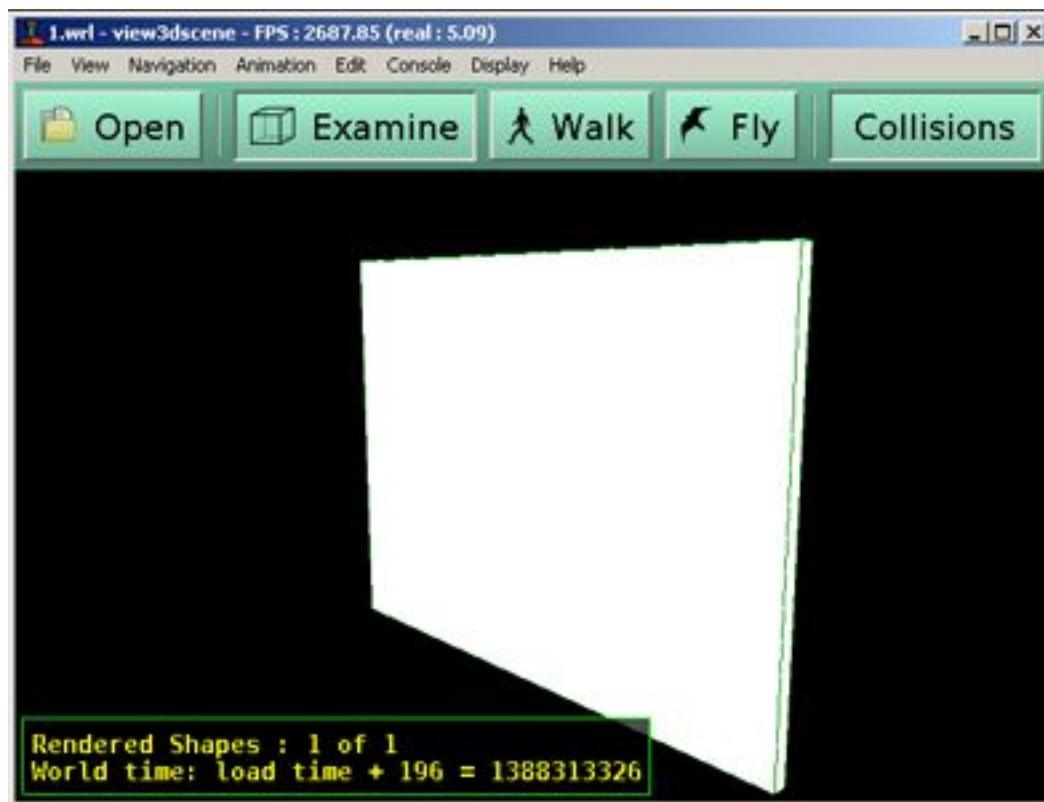 1.wrl - view3dscene - FPS : 2687.85 (real : 5.09)
File View Navigation Animation Edit Console Display Help
Open Examine Walk Fly Collisions
Rendered Shapes : 1 of 1
World time: load time + 196 = 1388313326